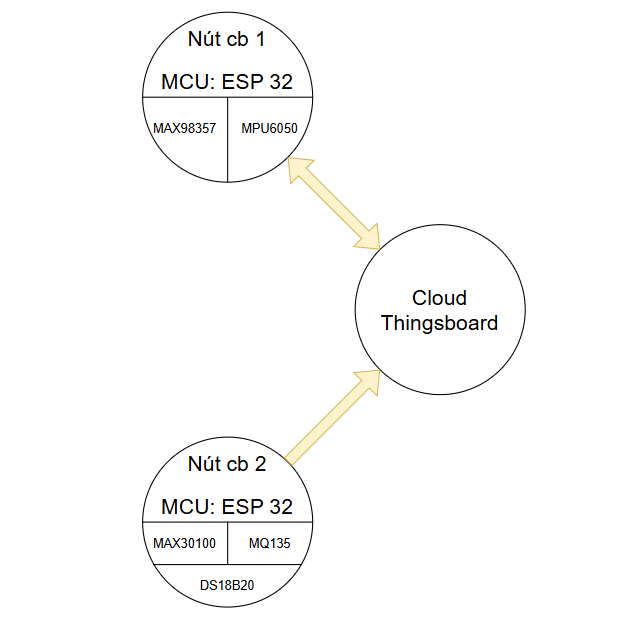 Nút cb 1
MCU: ESP 32
MAX98357
MPU6050
Cloud
Thingsboard
Nút cb 2
MCU: ESP 32
MAX30100
MQ135
DS18B20